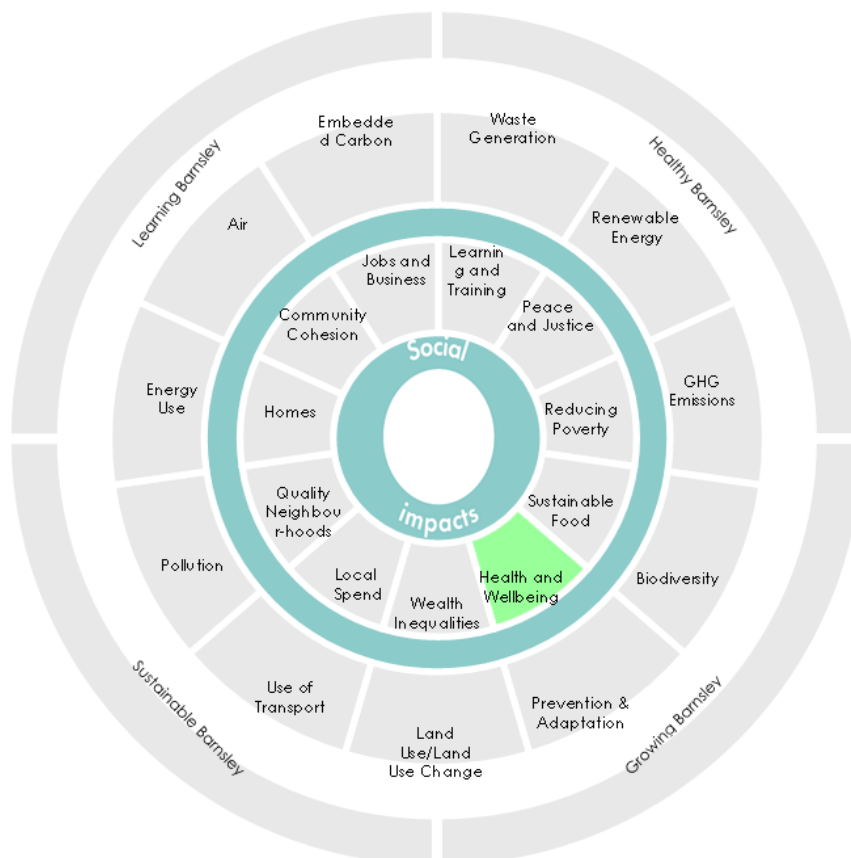 Embedde
d Carbon
Waste
Generation
Learning Barnsley
Healthy Barnsley
Air
Renewable
Energy
Jobs and
Business
Learnin
g and
Training
Community
Cohesion
Peace
and Justice
Social
Energy
Use
GHG
Emissions
Homes
Reducing
Poverty
Quality
Neighbou
r-hoods
Sustainable
Food
impacts
Pollution
Biodiversity
Local
Spend
Health and
Wellbeing
Wealth
Inequalities
Sustainable Barnsley
Growing Barnsley
Use of
Transport
Prevention &
Adaptation
Land
Use/Land
Use Change